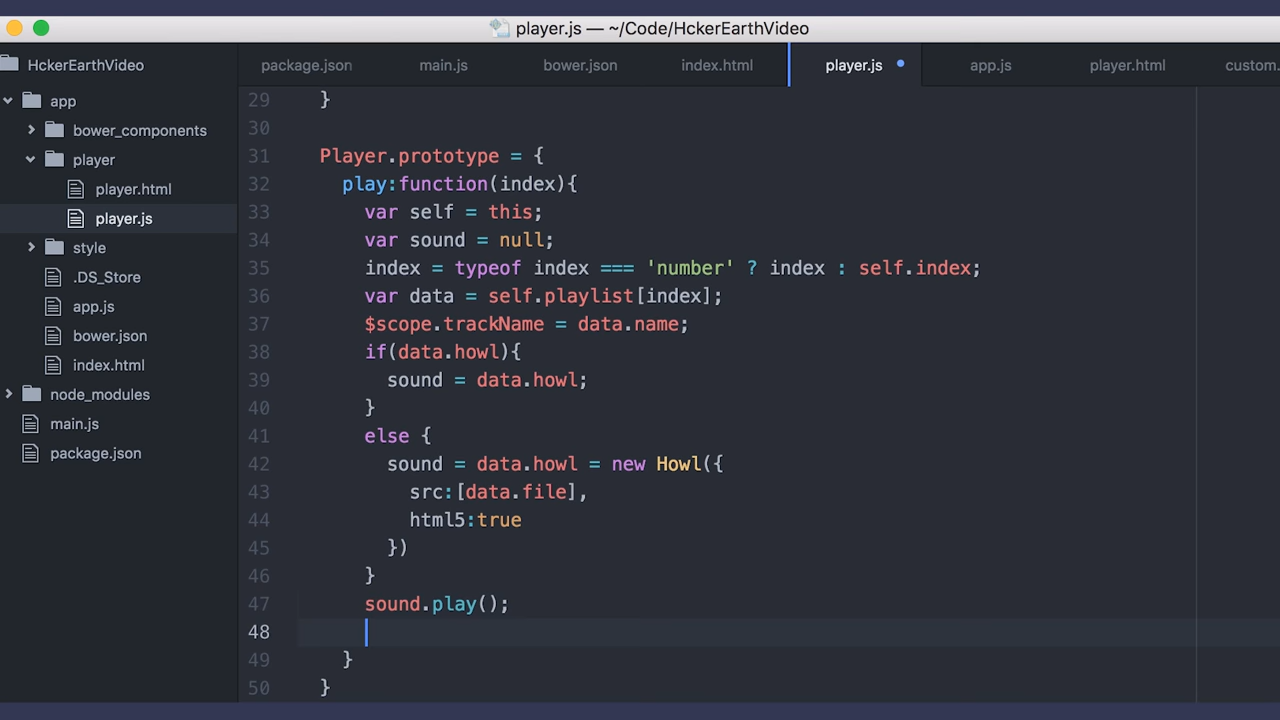 player.js — ~/Code/HckerEarthVideo
HckerEarthVideo
app
bower_components
player
player.html
player.js
style
.DS_Store
app.js
bower.json
index.html
node_modules
main.js
package.json
package.json main.js bower.json index.html player.js app.js player.html custom.
29 }
30
31 Player.prototype = {
32 play:function(index){
33 var self = this;
34 var sound = null;
35 index = typeof index === 'number' ? index : self.index;
36 var data = self.playlist[index];
37 $scope.trackName = data.name;
38 if(data.howl){
39 sound = data.howl;
40 }
41 else {
42 sound = data.howl = new Howl({
43 src:[data.file],
44 html5:true
45 })
46 }
47 sound.play();
48
49 }
50 }